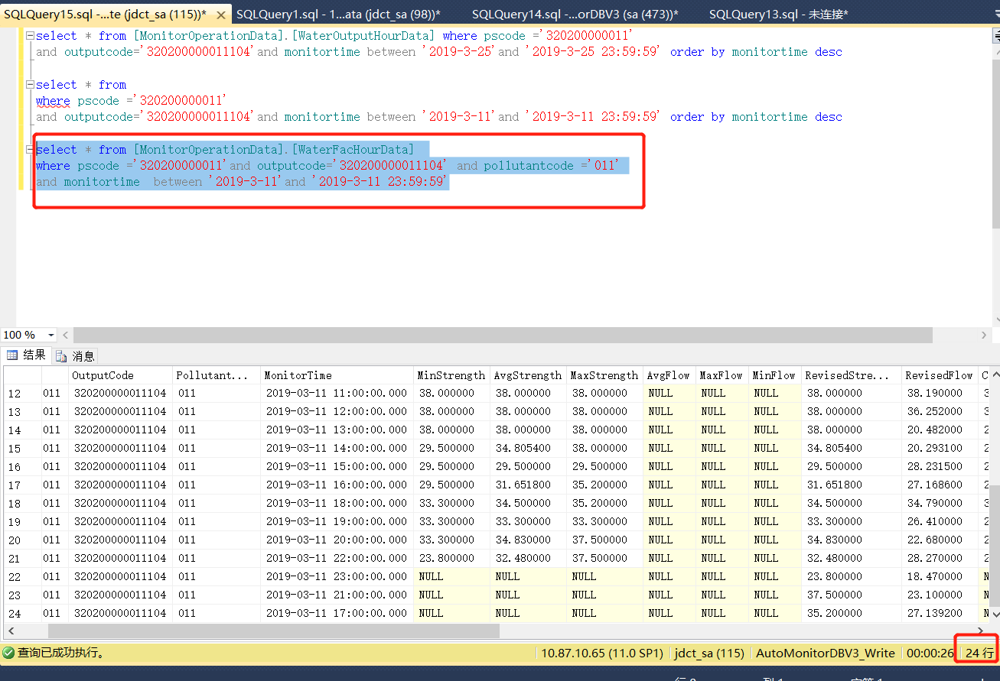 SQLQuery15.sql -...te (jdct_sa (115))* SQLQuery1.sql - 1...ata (jdct_sa (98))* SQLQuery14.sql -...orDBV3 (sa (473))* SQLQuery13.sql - 未连接*
select * from [MonitorOperationData].[WaterOutputHourData] where pscode ='320200000011'
and outputcode='320200000011104'and monitortime between '2019-3-25'and '2019-3-25 23:59:59' order by monitortime desc
select * from
where pscode ='320200000011'
and outputcode='320200000011104'and monitortime between '2019-3-11'and '2019-3-11 23:59:59' order by monitortime desc
select * from [MonitorOperationData].[WaterFacHourData]
where pscode ='320200000011'and outputcode='320200000011104' and pollutantcode ='011'
and monitortime between '2019-3-11'and '2019-3-11 23:59:59'
100 %
结果 消息
OutputCode Pollutant... MonitorTime MinStrength AvgStrength MaxStrength AvgFlow MaxFlow MinFlow RevisedStre... RevisedFlow C
12 011 320200000011104 011 2019-03-11 11:00:00.000 38.000000 38.000000 38.000000 NULL NULL NULL 38.000000 38.190000 3
13 011 320200000011104 011 2019-03-11 12:00:00.000 38.000000 38.000000 38.000000 NULL NULL NULL 38.000000 36.252000 3
14 011 320200000011104 011 2019-03-11 13:00:00.000 38.000000 38.000000 38.000000 NULL NULL NULL 38.000000 20.482000 2
15 011 320200000011104 011 2019-03-11 14:00:00.000 29.500000 34.805400 38.000000 NULL NULL NULL 34.805400 20.293100 2
16 011 320200000011104 011 2019-03-11 15:00:00.000 29.500000 29.500000 29.500000 NULL NULL NULL 29.500000 28.231500 2
17 011 320200000011104 011 2019-03-11 16:00:00.000 29.500000 31.651800 35.200000 NULL NULL NULL 31.651800 27.168600 2
18 011 320200000011104 011 2019-03-11 18:00:00.000 33.300000 34.500000 35.200000 NULL NULL NULL 34.500000 34.790000 3
19 011 320200000011104 011 2019-03-11 19:00:00.000 33.300000 33.300000 33.300000 NULL NULL NULL 33.300000 26.410000 2
20 011 320200000011104 011 2019-03-11 20:00:00.000 33.300000 34.830000 37.500000 NULL NULL NULL 34.830000 22.680000 2
21 011 320200000011104 011 2019-03-11 22:00:00.000 23.800000 32.480000 37.500000 NULL NULL NULL 32.480000 28.270000 2
22 011 320200000011104 011 2019-03-11 23:00:00.000 NULL NULL NULL NULL NULL NULL 23.800000 18.470000 N
23 011 320200000011104 011 2019-03-11 21:00:00.000 NULL NULL NULL NULL NULL NULL 37.500000 23.100000 N
24 011 320200000011104 011 2019-03-11 17:00:00.000 NULL NULL NULL NULL NULL NULL 35.200000 27.139200 N
查询已成功执行。 10.87.10.65 (11.0 SP1) jdct_sa (115) AutoMonitorDBV3_Write 00:00:26 24 行